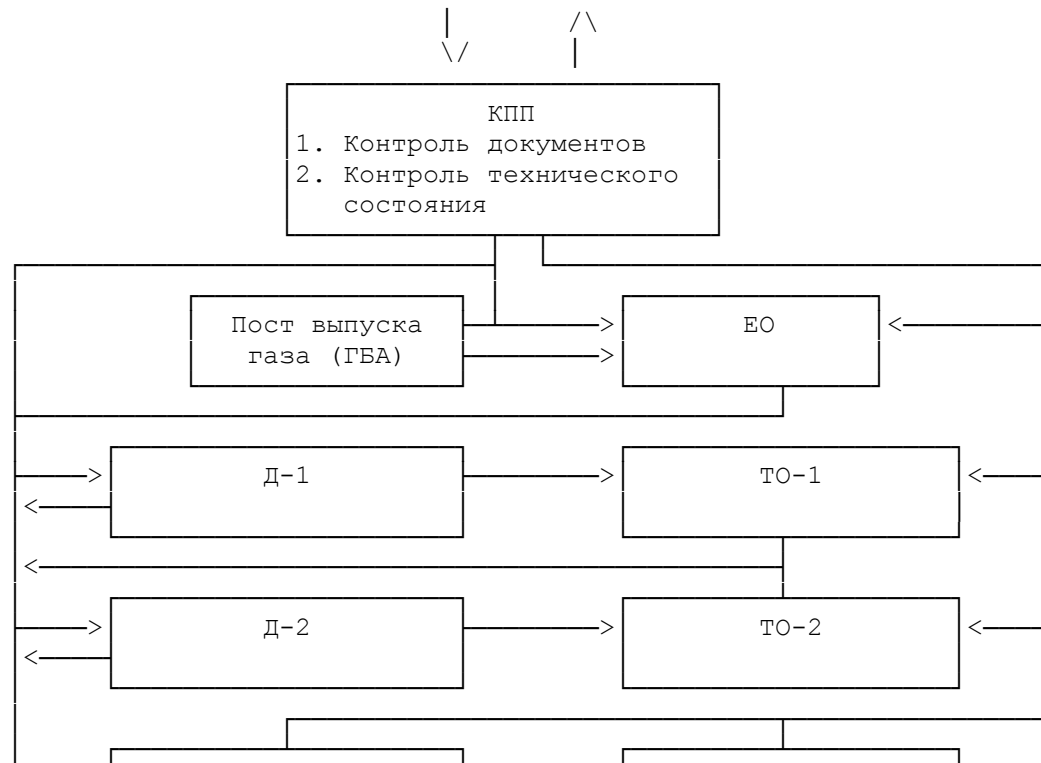 КПП
1. Контроль документов
2. Контроль технического
состояния
Пост выпуска
газа (ГБА)
ЕО
Д-1
ТО-1
Д-2
ТО-2